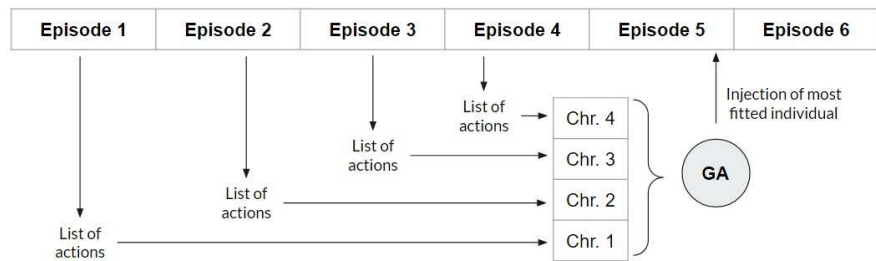 Episode 1 Episode 2 Episode 3 Episode 4 Episode 5 Episode 6
Injection of most
fitted individual
List of
actions
Chr. 4
List of
actions
Chr. 3
GA
List of
actions
Chr. 2
List of
actions
Chr. 1